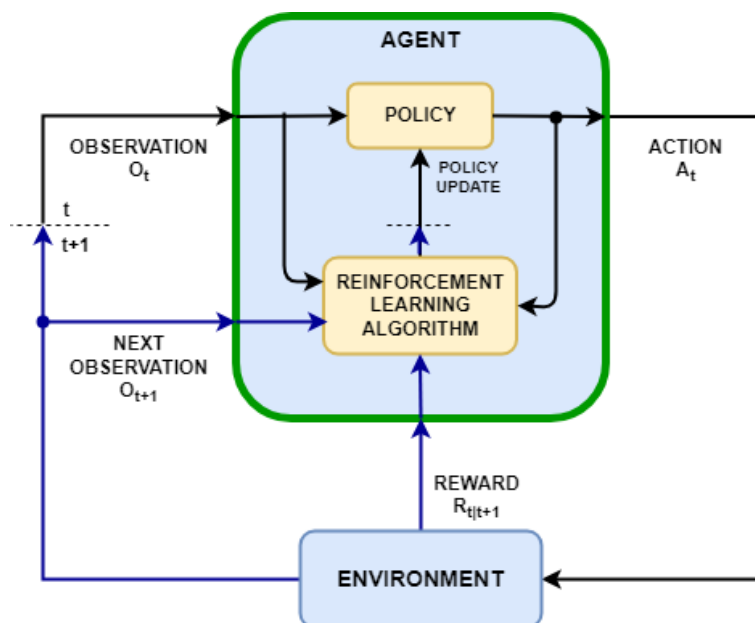 AGENT
POLICY
OBSERVATION
Oₜ
ACTION
Aₜ
POLICY
UPDATE
t
t+1
REINFORCEMENT
LEARNING
ALGORITHM
NEXT
OBSERVATION
Oₜ₊₁
REWARD
Rₜ|ₜ₊₁
ENVIRONMENT